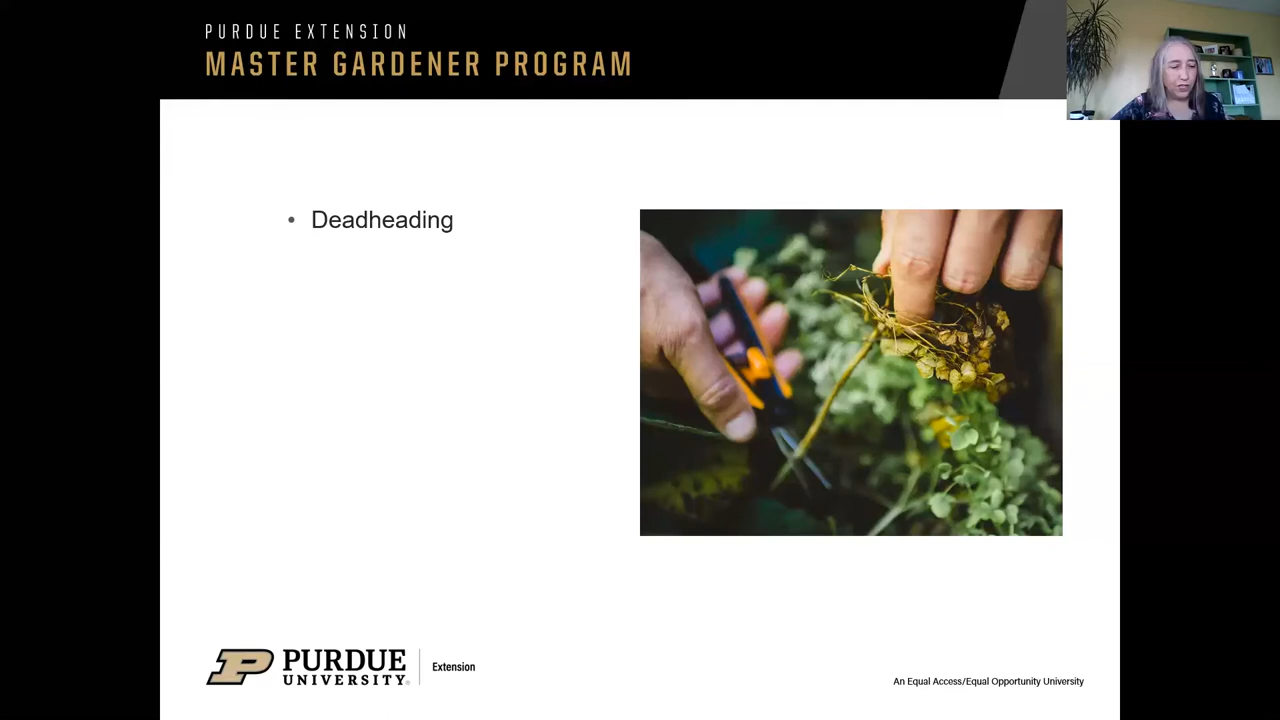 PURDUE EXTENSION
MASTER GARDENER PROGRAM
• Deadheading
PURDUE
UNIVERSITY®
Extension
An Equal Access/Equal Opportunity University